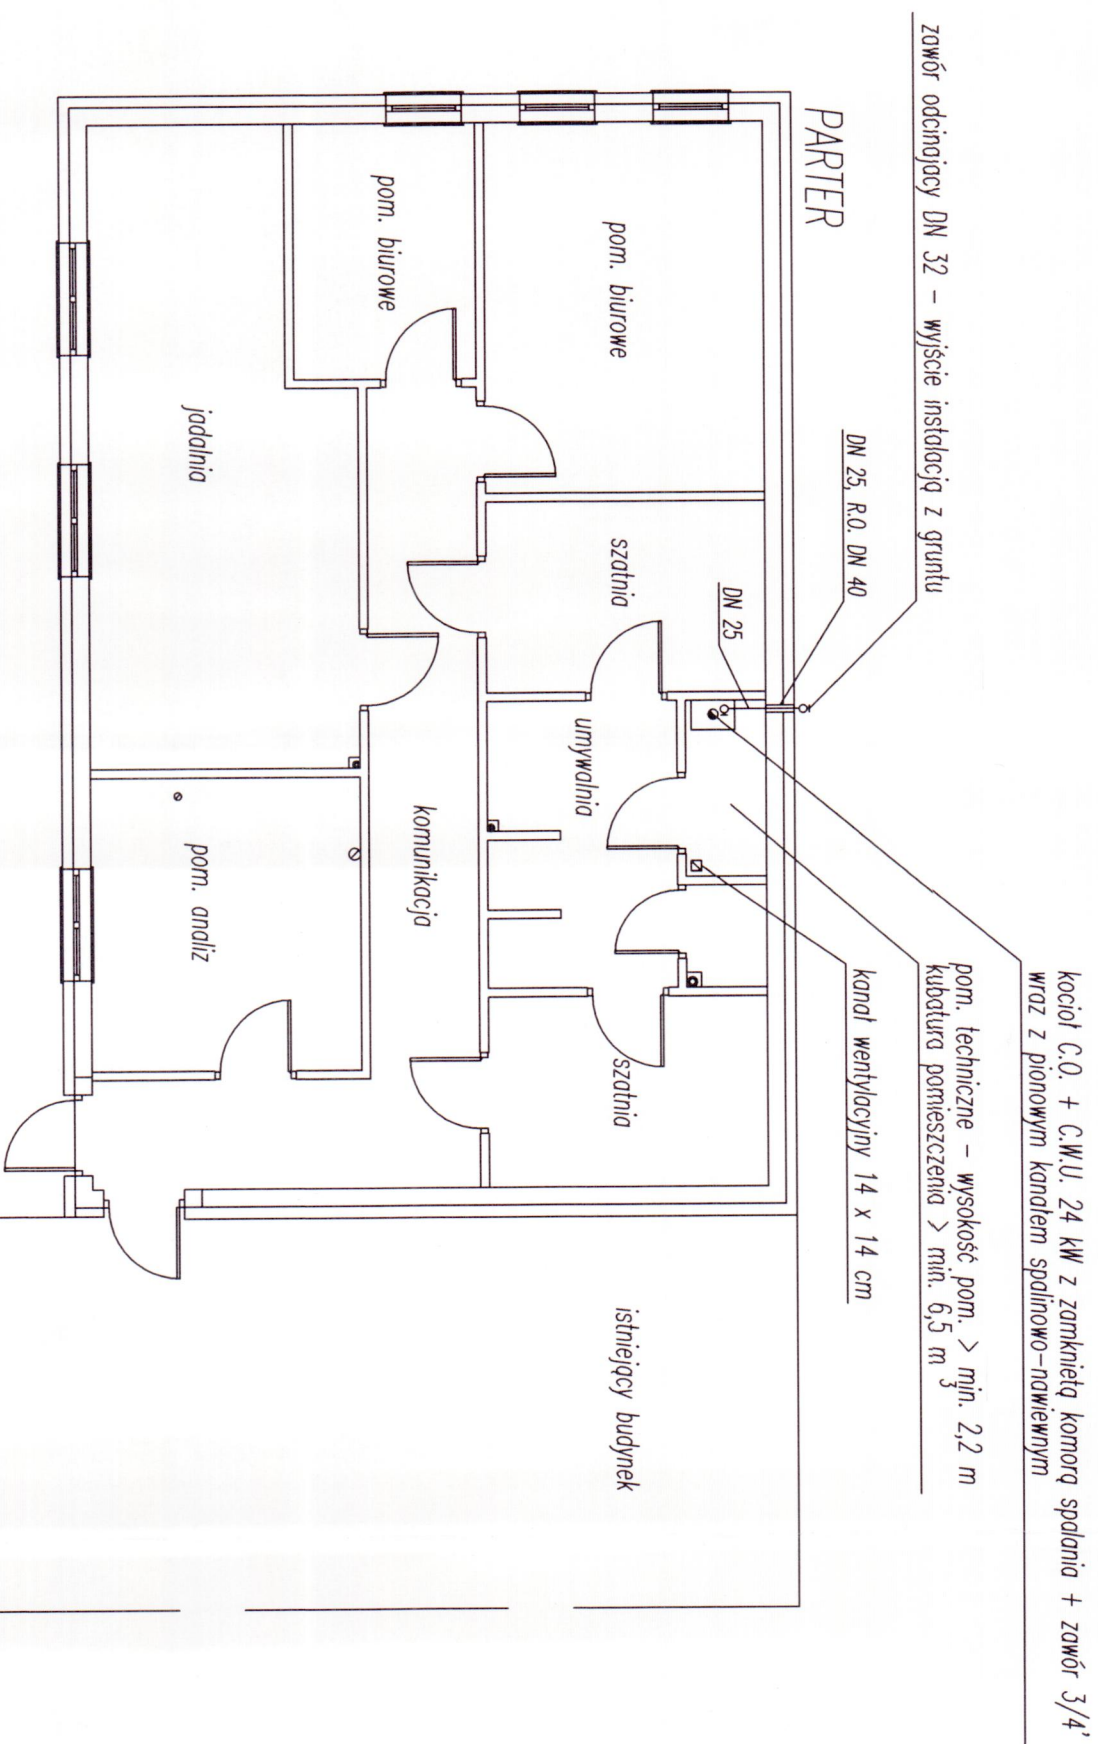 kocioł C.O. + C.W.U. 24 kW z zamkniętą komorą spalania + zawór 3/4'
wraz z pionowym kanałem spalinowo-nawiewnym
pom. techniczne - wysokość pom. > min. 2,2 m
kubatura pomieszczenia > min. 6,5 m³
zawór odcinający DN 32 - wyjście instalacją z gruntu
kanał wentylacyjny 14 x 14 cm
DN 25, R.O. DN 40
PARTER
DN 25
pom. biurowe
szatnia
szatnia
istniejący budynek
umywalnia
pom. biurowe
komunikacja
jadalnia
pom. analiz